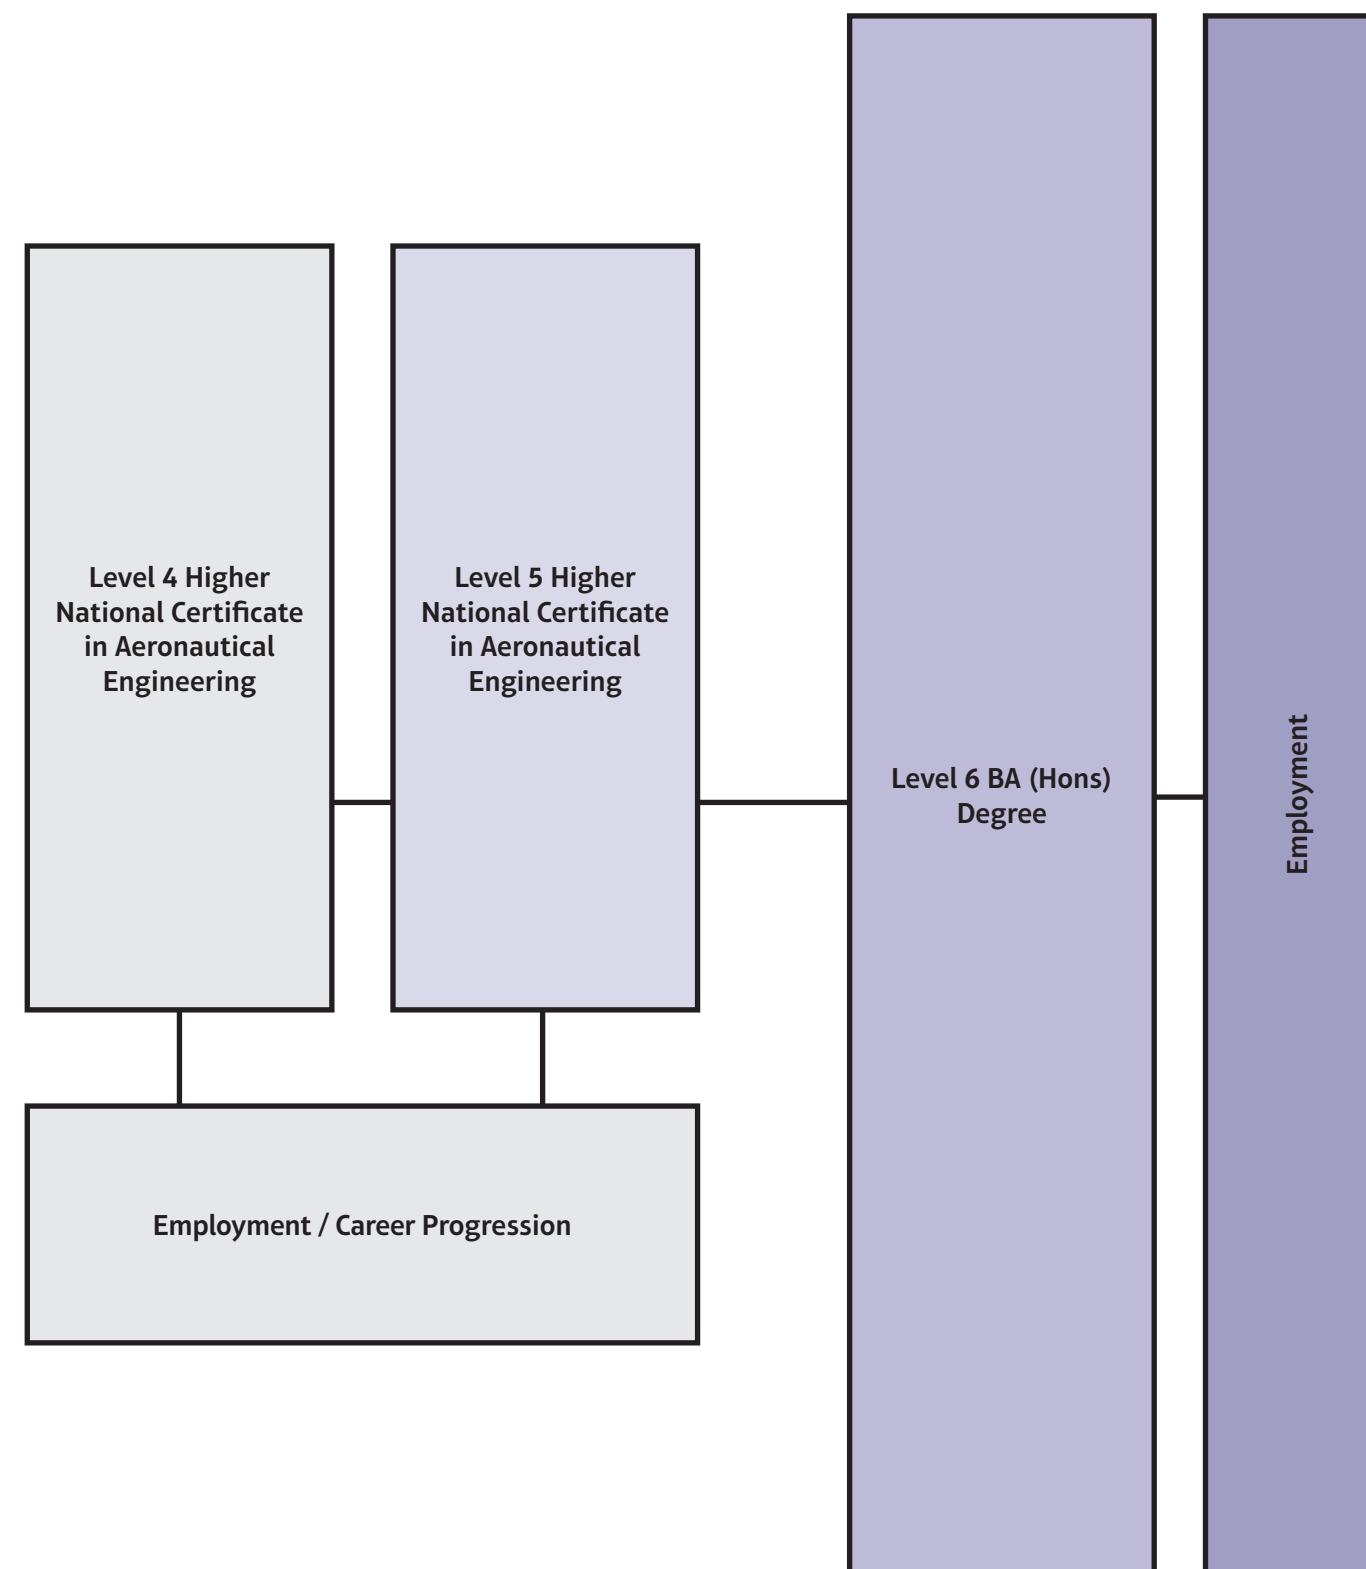 Level 4 Higher
National Certificate
in Aeronautical
Engineering
Level 5 Higher
National Certificate
in Aeronautical
Engineering
Level 6 BA (Hons)
Degree
Employment
Employment / Career Progression